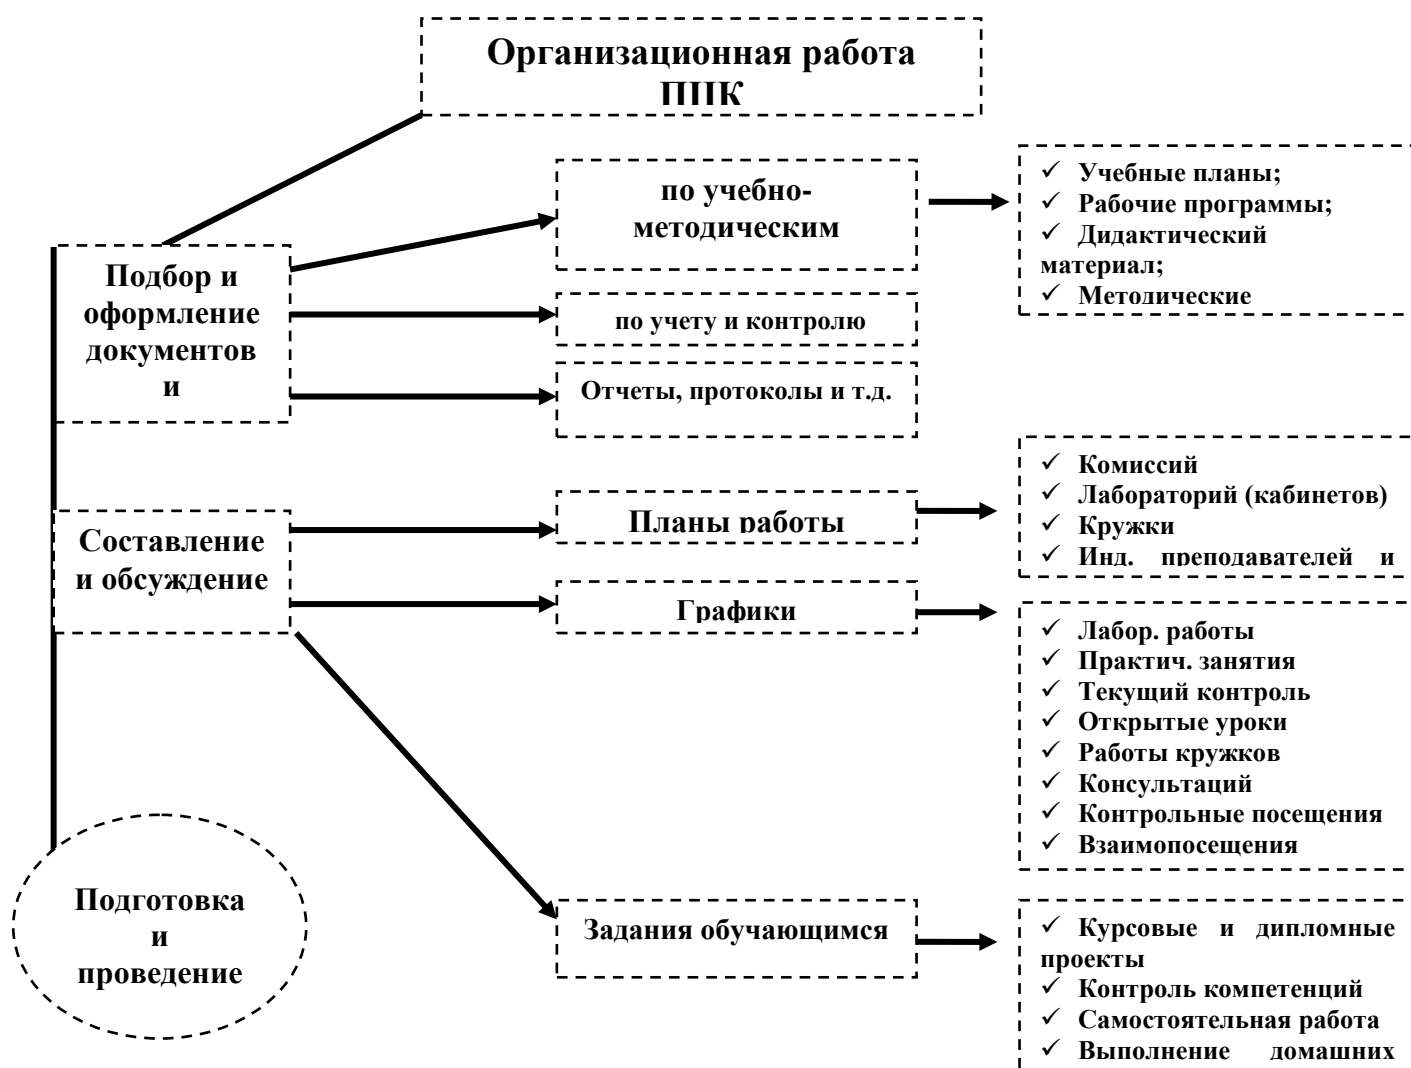 Организационная работа
ПЦК
по учебно-
методическим
✓ Учебные планы;
✓ Рабочие программы;
✓ Дидактический
материал;
✓ Методические
Подбор и
оформление
документов
и
по учету и контролю
Отчеты, протоколы и т.д.
Составление
и обсуждение
Планы работы
✓ Комиссий
✓ Лабораторий (кабинетов)
✓ Кружки
✓ Инд. преподавателей и
Графики
✓ Лабор. работы
✓ Практич. занятия
✓ Текущий контроль
✓ Открытые уроки
✓ Работы кружков
✓ Консультаций
✓ Контрольные посещения
✓ Взаимопосещения
Подготовка
и
проведение
Задания обучающимся
✓ Курсовые и дипломные
проекты
✓ Контроль компетенций
✓ Самостоятельная работа
✓ Выполнение домашних